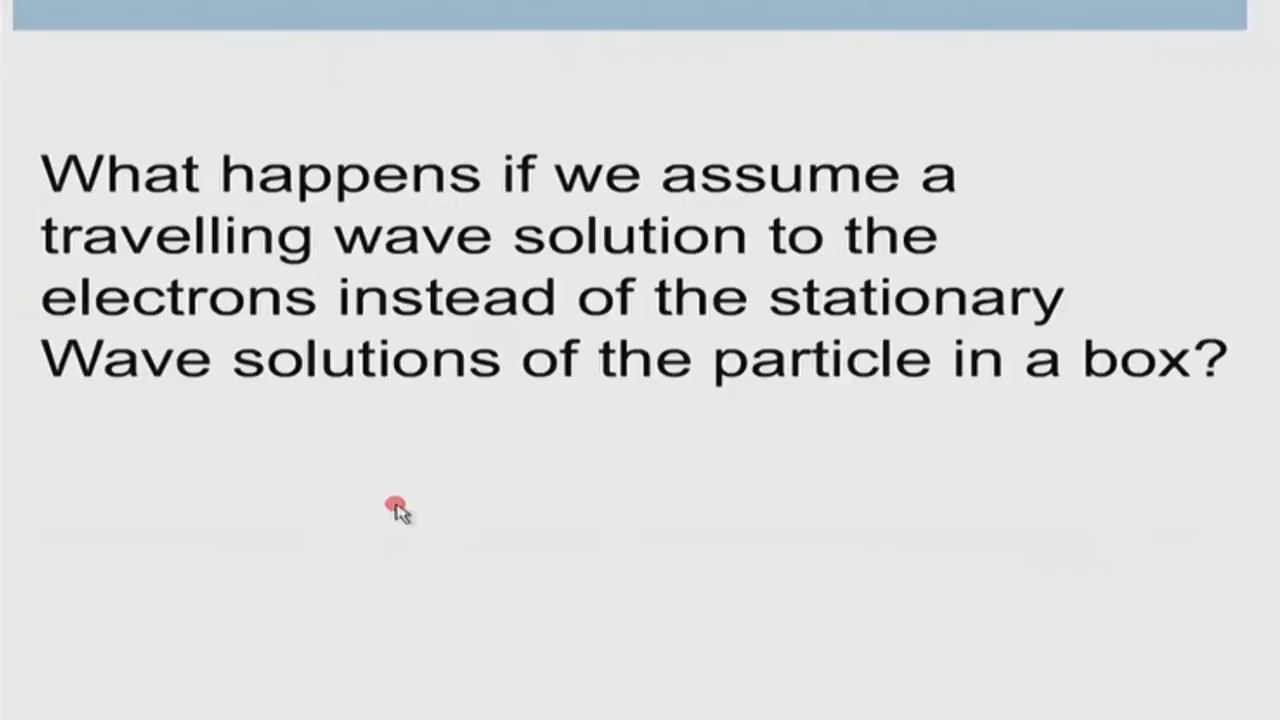 What happens if we assume a
travelling wave solution to the
electrons instead of the stationary
Wave solutions of the particle in a box?